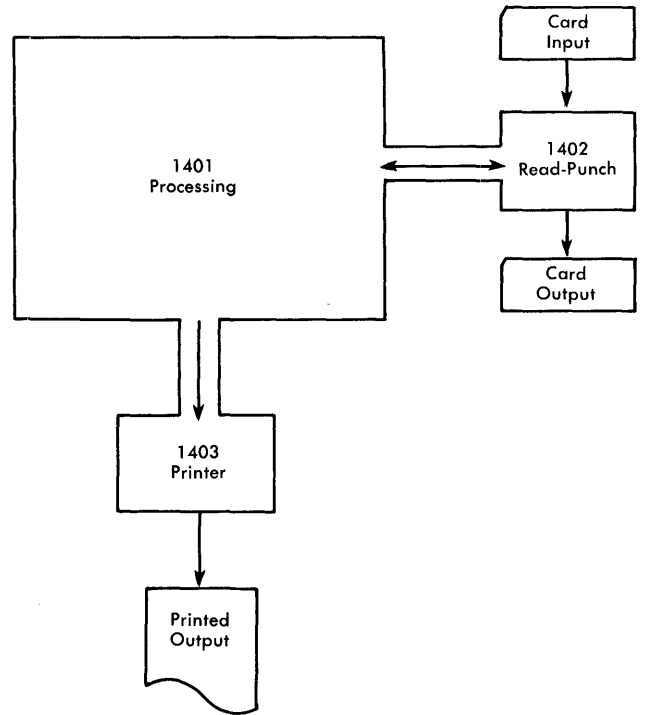 Card
Input
1401
Processing
1402
Read-Punch
Card
Output
1403
Printer
Printed
Output